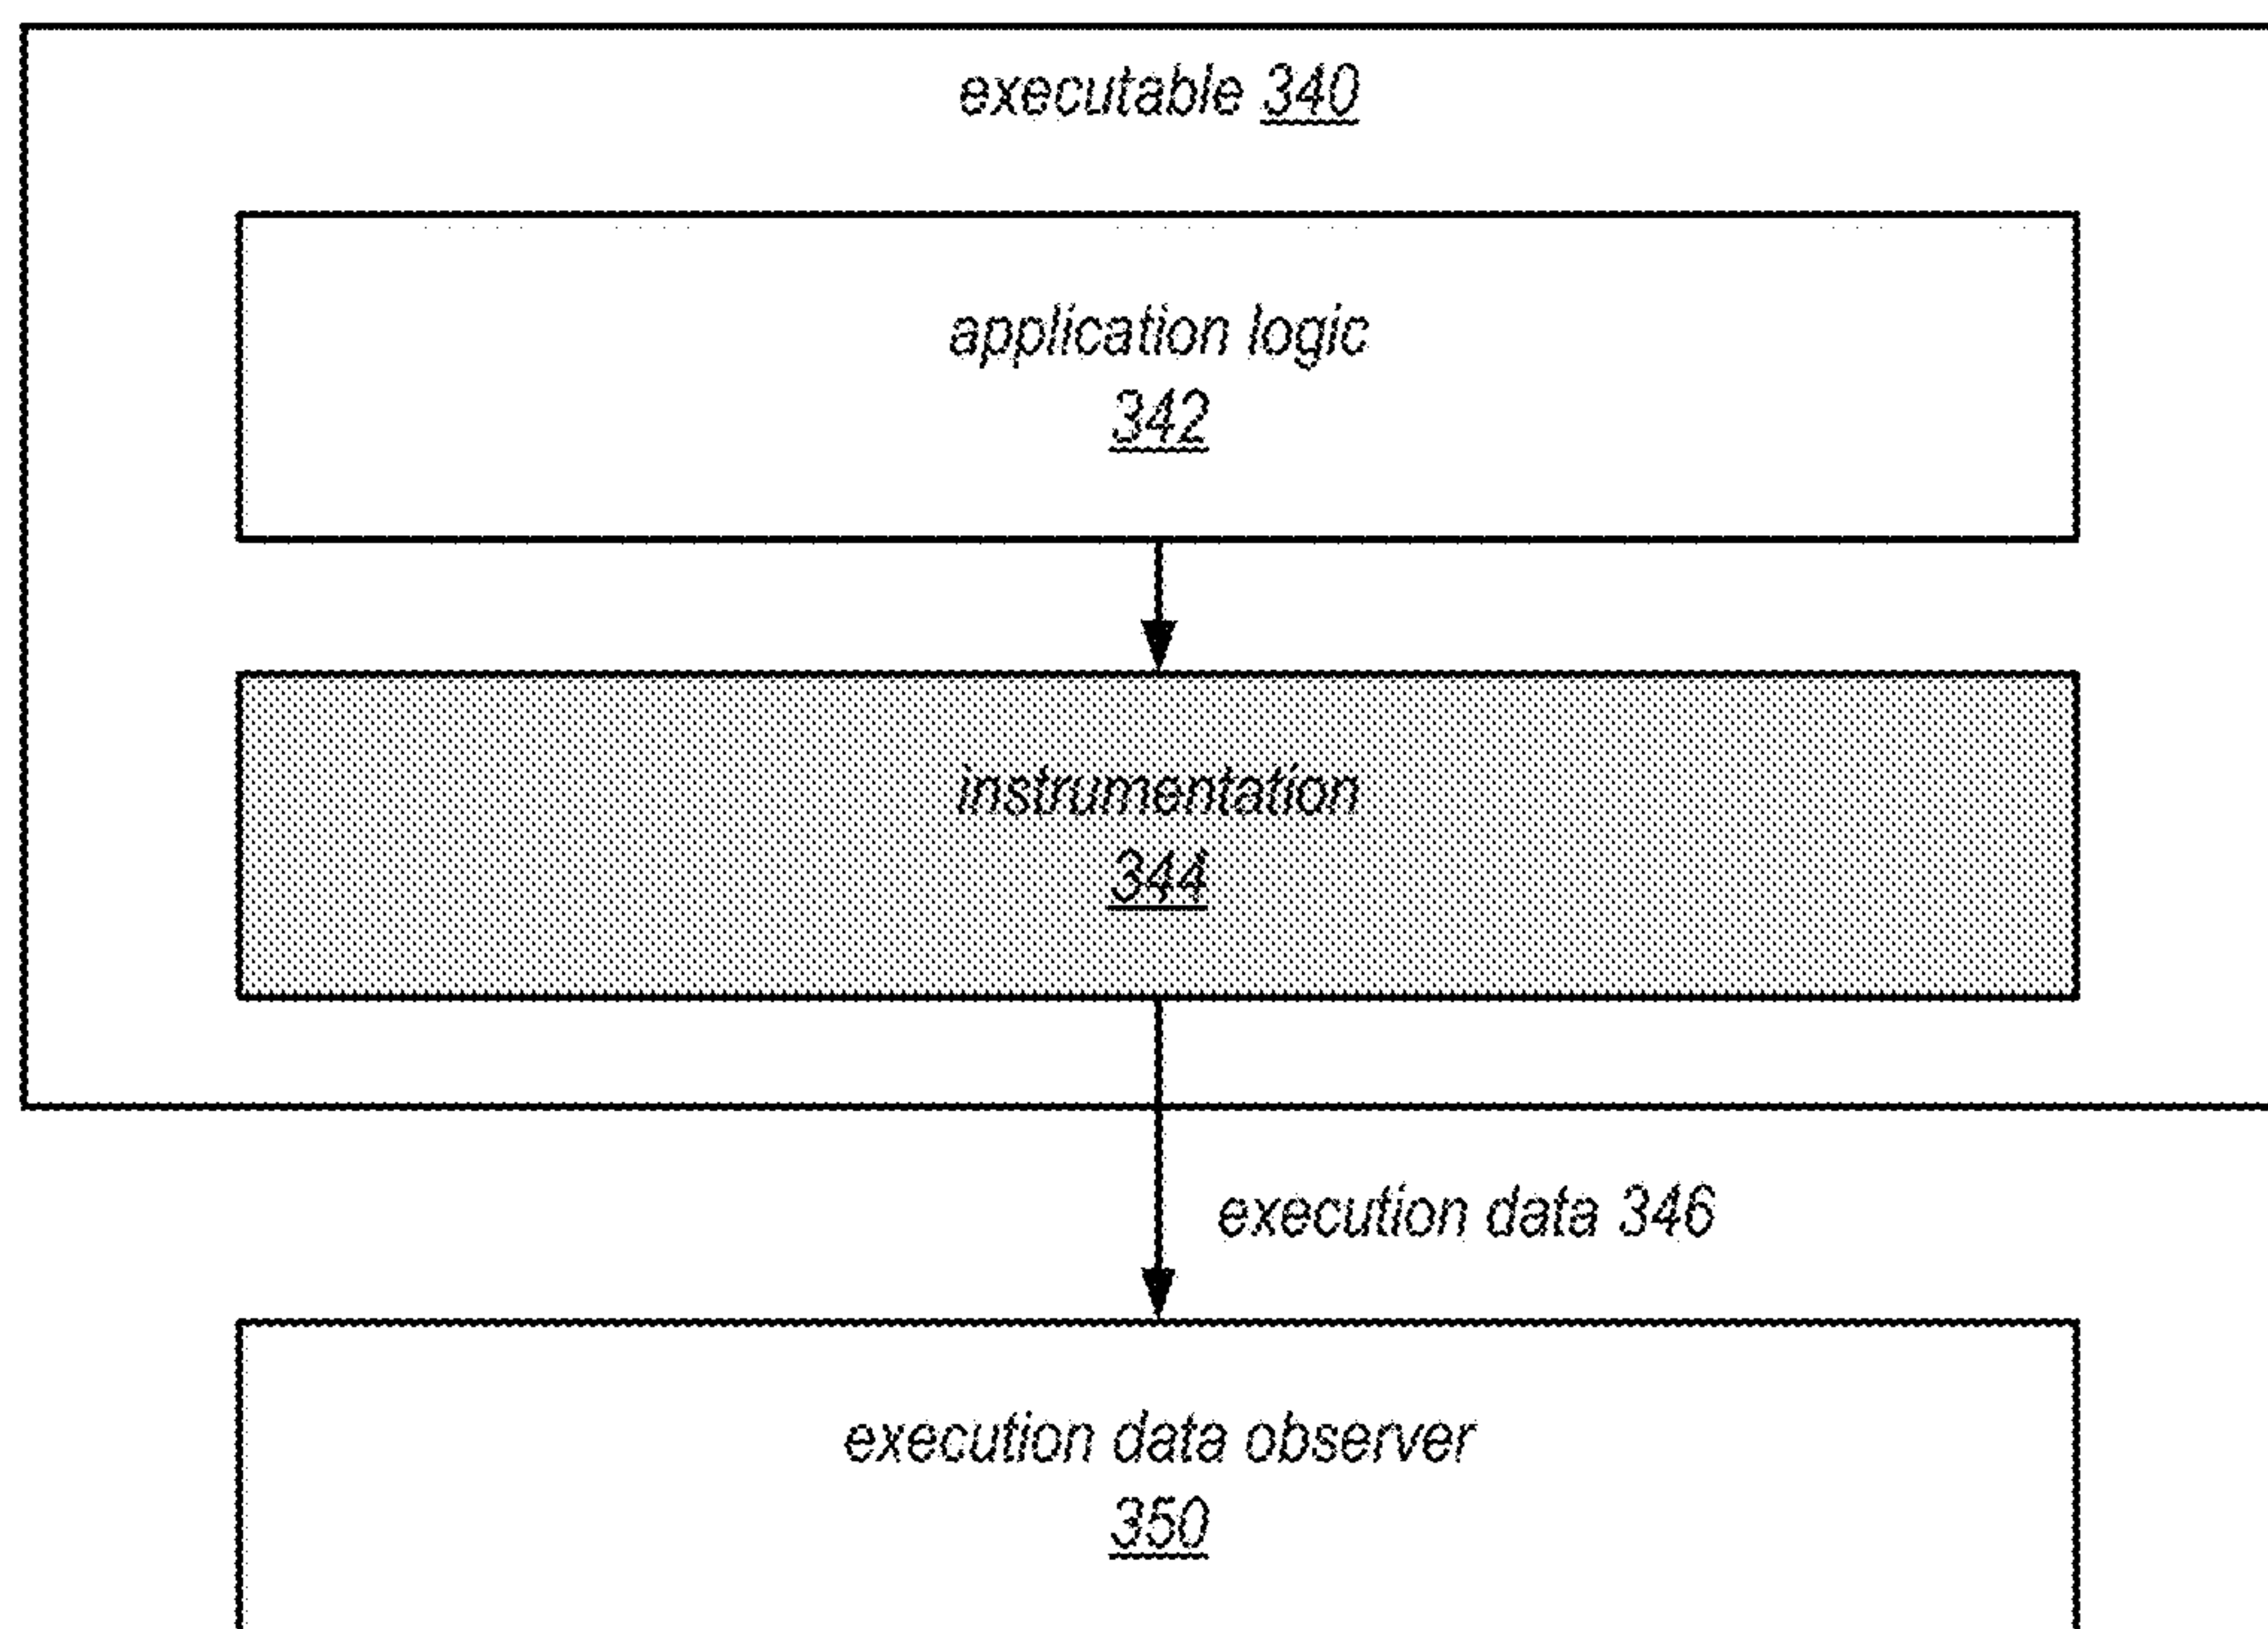 executable 340
application logic
342
instrumentation
344
execution data 346
execution data observer
350